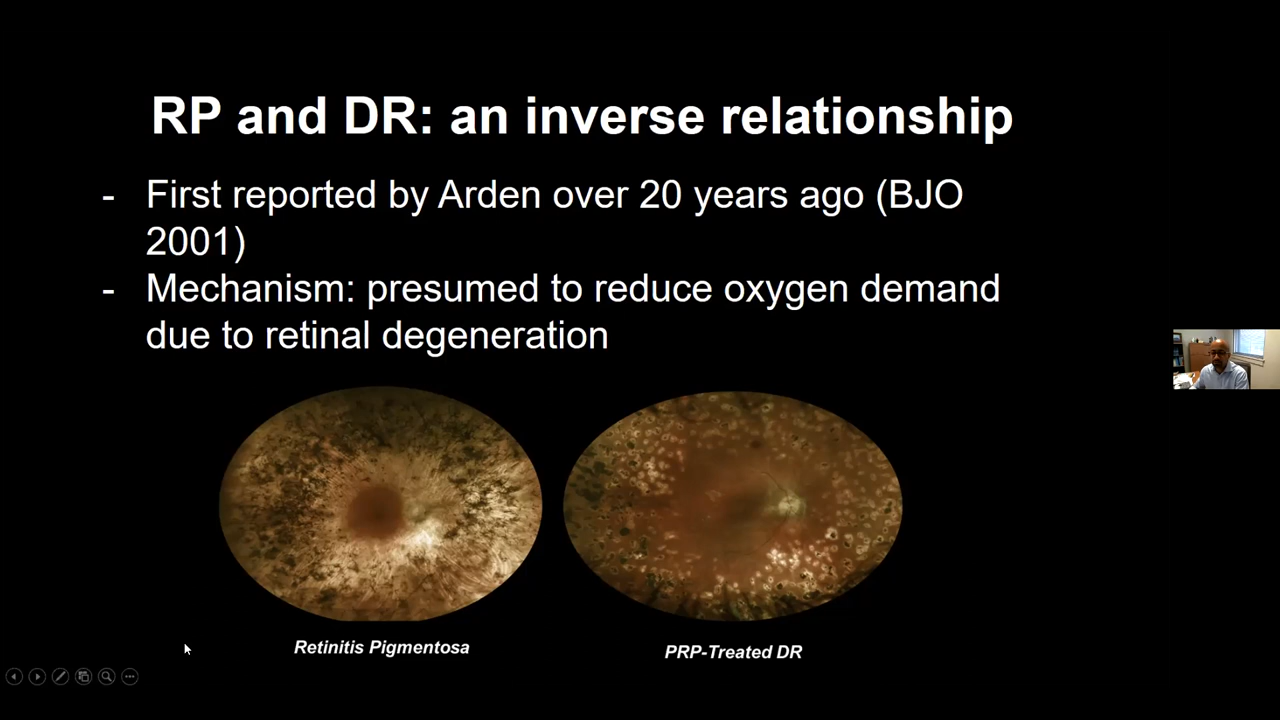 RP and DR: an inverse relationship
- First reported by Arden over 20 years ago (BJO
2001)
- Mechanism: presumed to reduce oxygen demand
due to retinal degeneration
Retinitis Pigmentosa
PRP-Treated DR